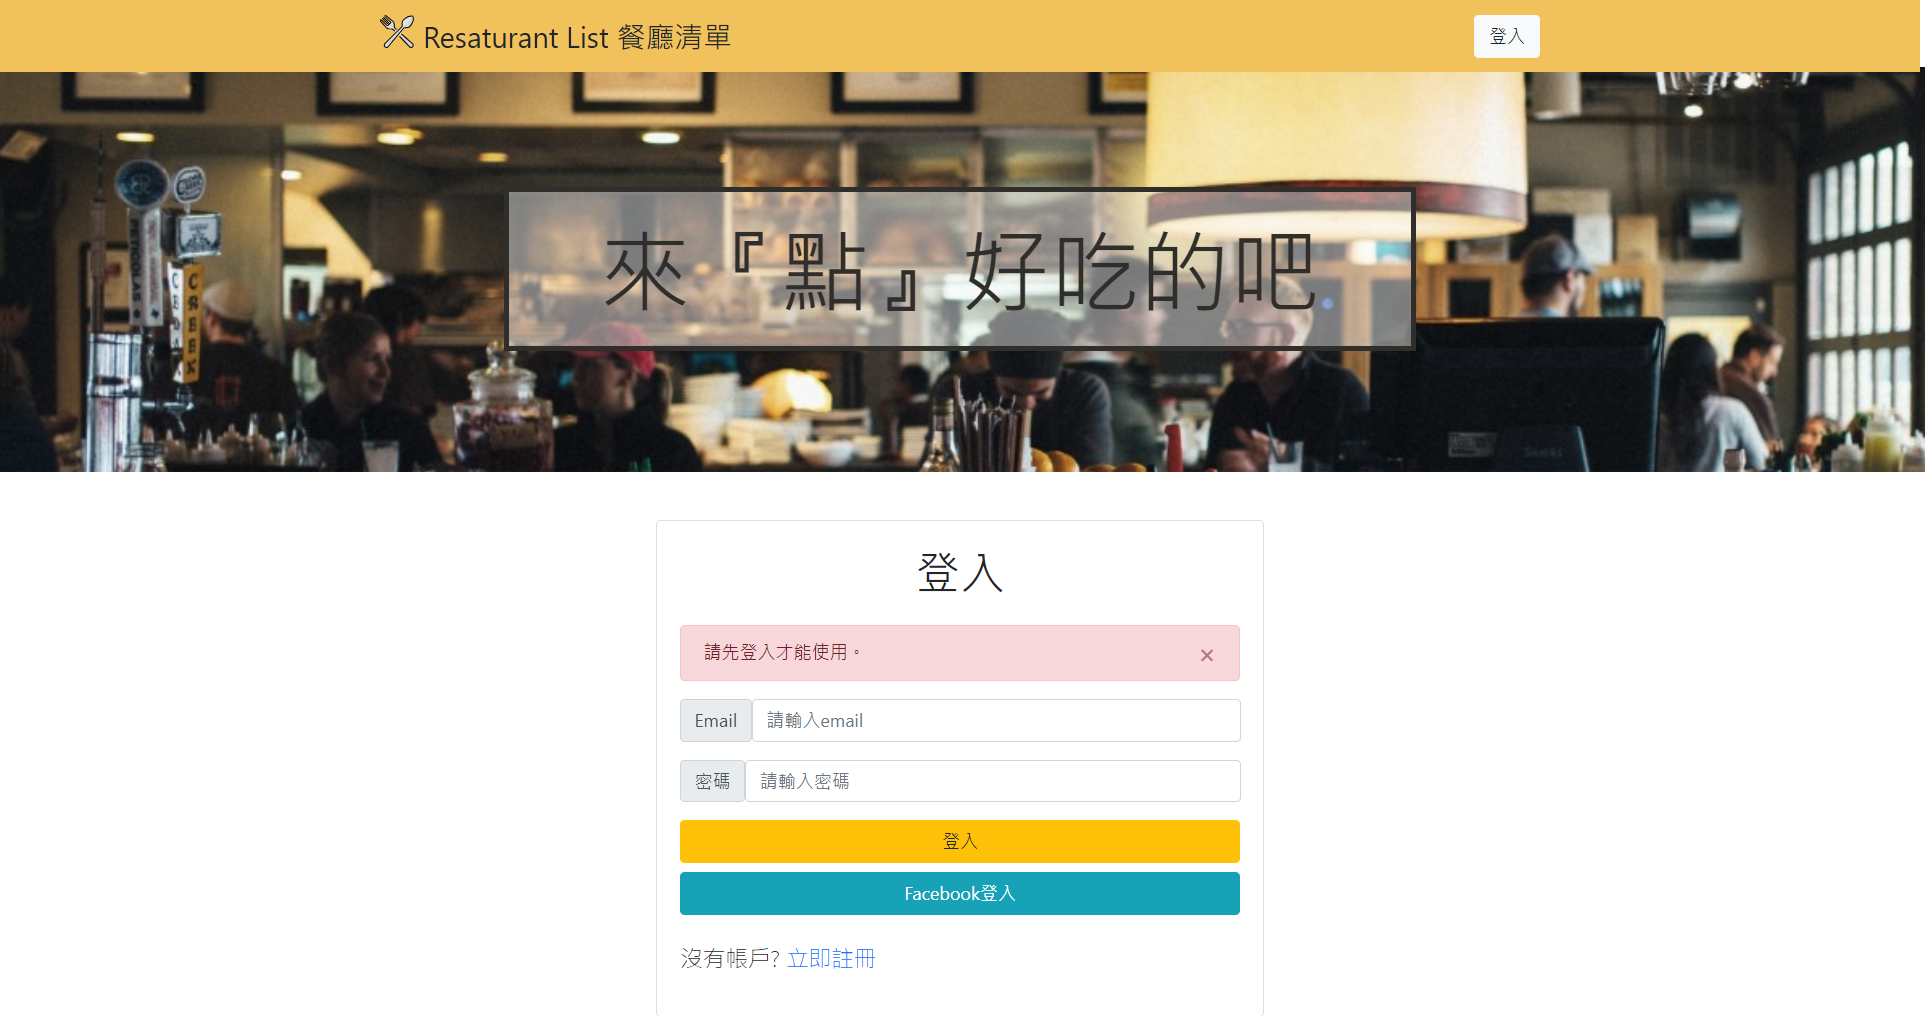 Resaturant List 餐廳清單
登入
來『點』好吃的吧
PETICOLAS
CRBBK
登入
請先登入才能使用。
×
Email
請輸入email
密碼
請輸入密碼
登入
Facebook登入
沒有帳戶? 立即註冊